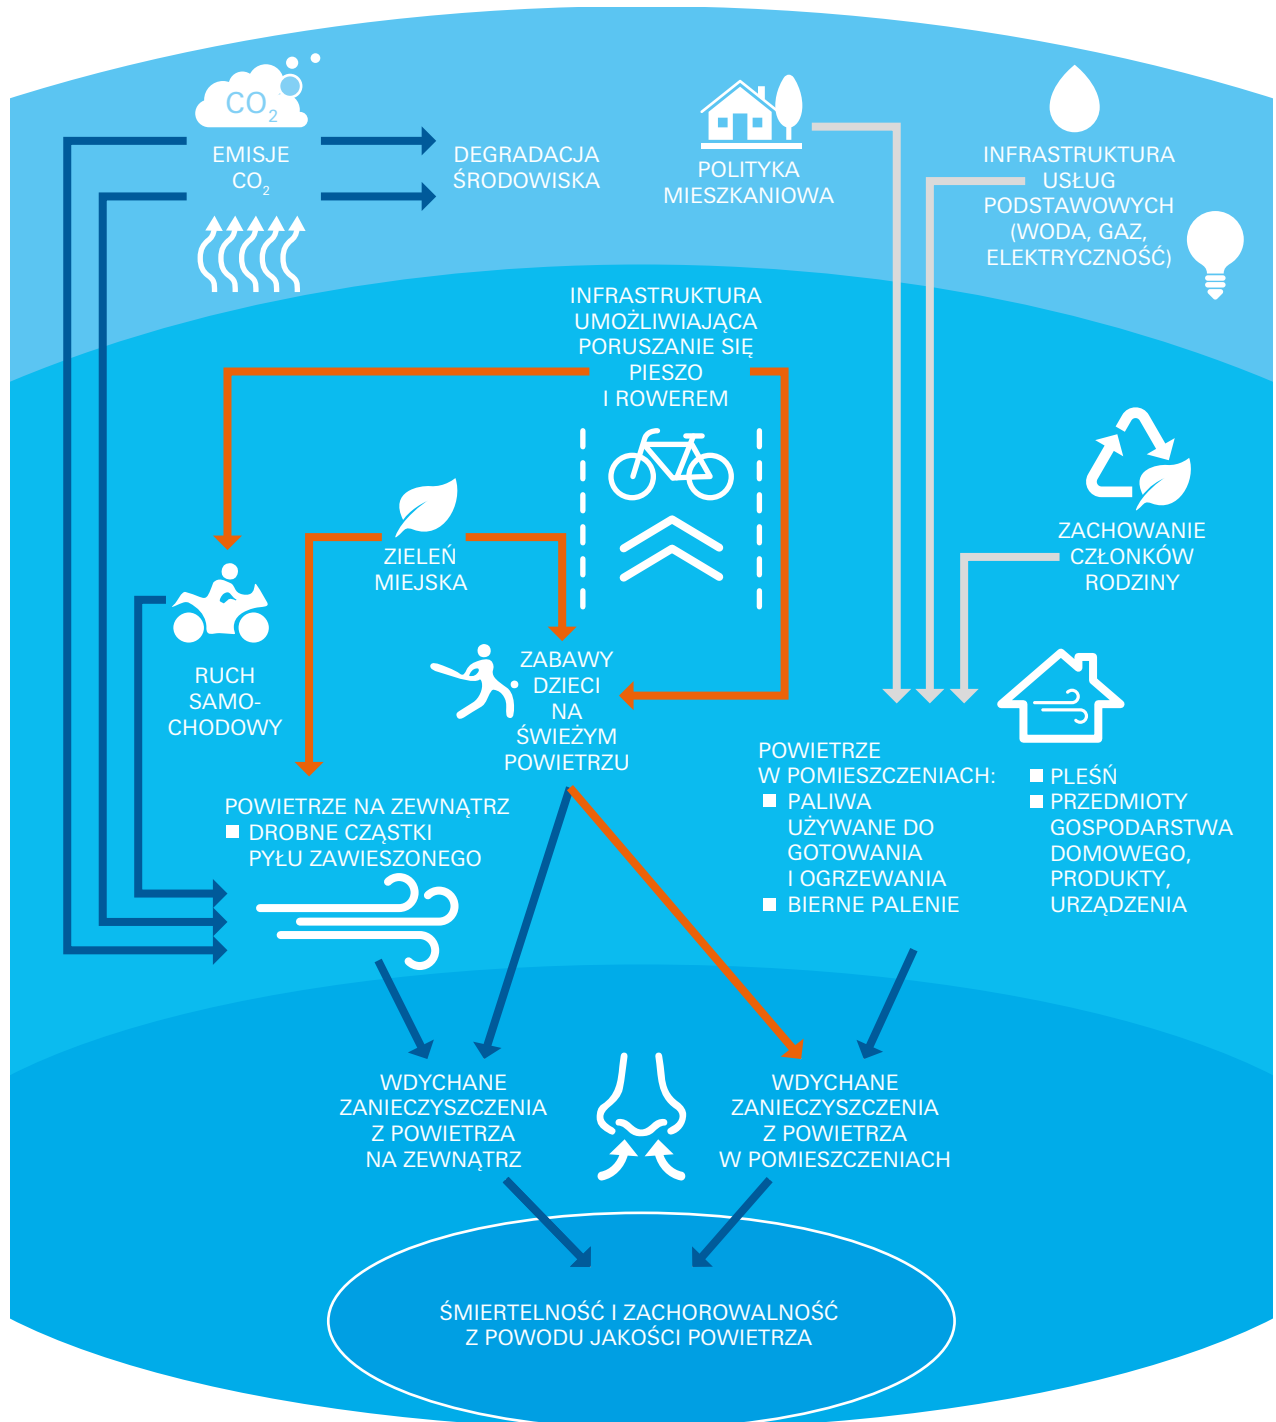 CO2
EMISJE
CO2
DEGRADACJA
ŚRODOWISKA
POLITYKA
MIESZKANIOWA
INFRASTRUKTURA
USŁUG
PODSTAWOWYCH
(WODA, GAZ,
ELEKTRYCZNOŚĆ)
INFRASTRUKTURA
UMOŻLIWIAJĄCA
PORUSZANIE SIĘ
PIESZO
I ROWEREM
ZIELEŃ
MIEJSKA
ZACHOWANIE
CZŁONKÓW
RODZINY
RUCH
SAMO-
CHODOWY
ZABAWY
DZIECI
NA
ŚWIEŻYM
POWIETRZU
POWIETRZE NA ZEWNĄTRZ
DROBNE CZĄSTKI
PYŁU ZAWIESZONEGO
POWIETRZE
W POMIESZCZENIACH:
PALIWA
UŻYWANE DO
GOTOWANIA
I OGRZEWANIA
BIERNE PALENIE
PLEŚŃ
PRZEDMIOTY
GOSPODARSTWA
DOMOWEGO,
PRODUKTY,
URZĄDZENIA
WDYCHANE
ZANIECZYSZCZENIA
Z POWIETRZA
NA ZEWNĄTRZ
WDYCHANE
ZANIECZYSZCZENIA
Z POWIETRZA
W POMIESZCZENIACH
ŚMIERTELNOŚĆ I ZACHOROWALNOŚĆ
Z POWODU JAKOŚCI POWIETRZA